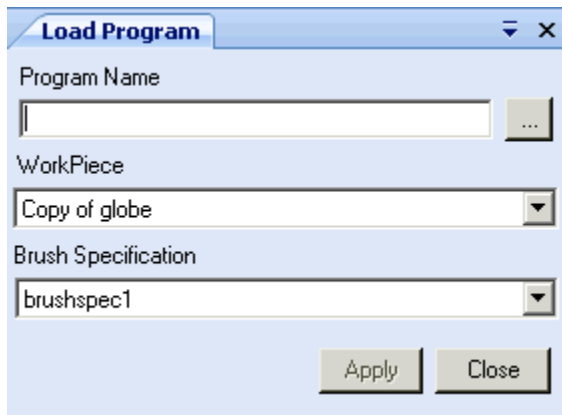 Load Program
Program Name
...
WorkPiece
Copy of globe
Brush Specification
brushspec1
Apply Close